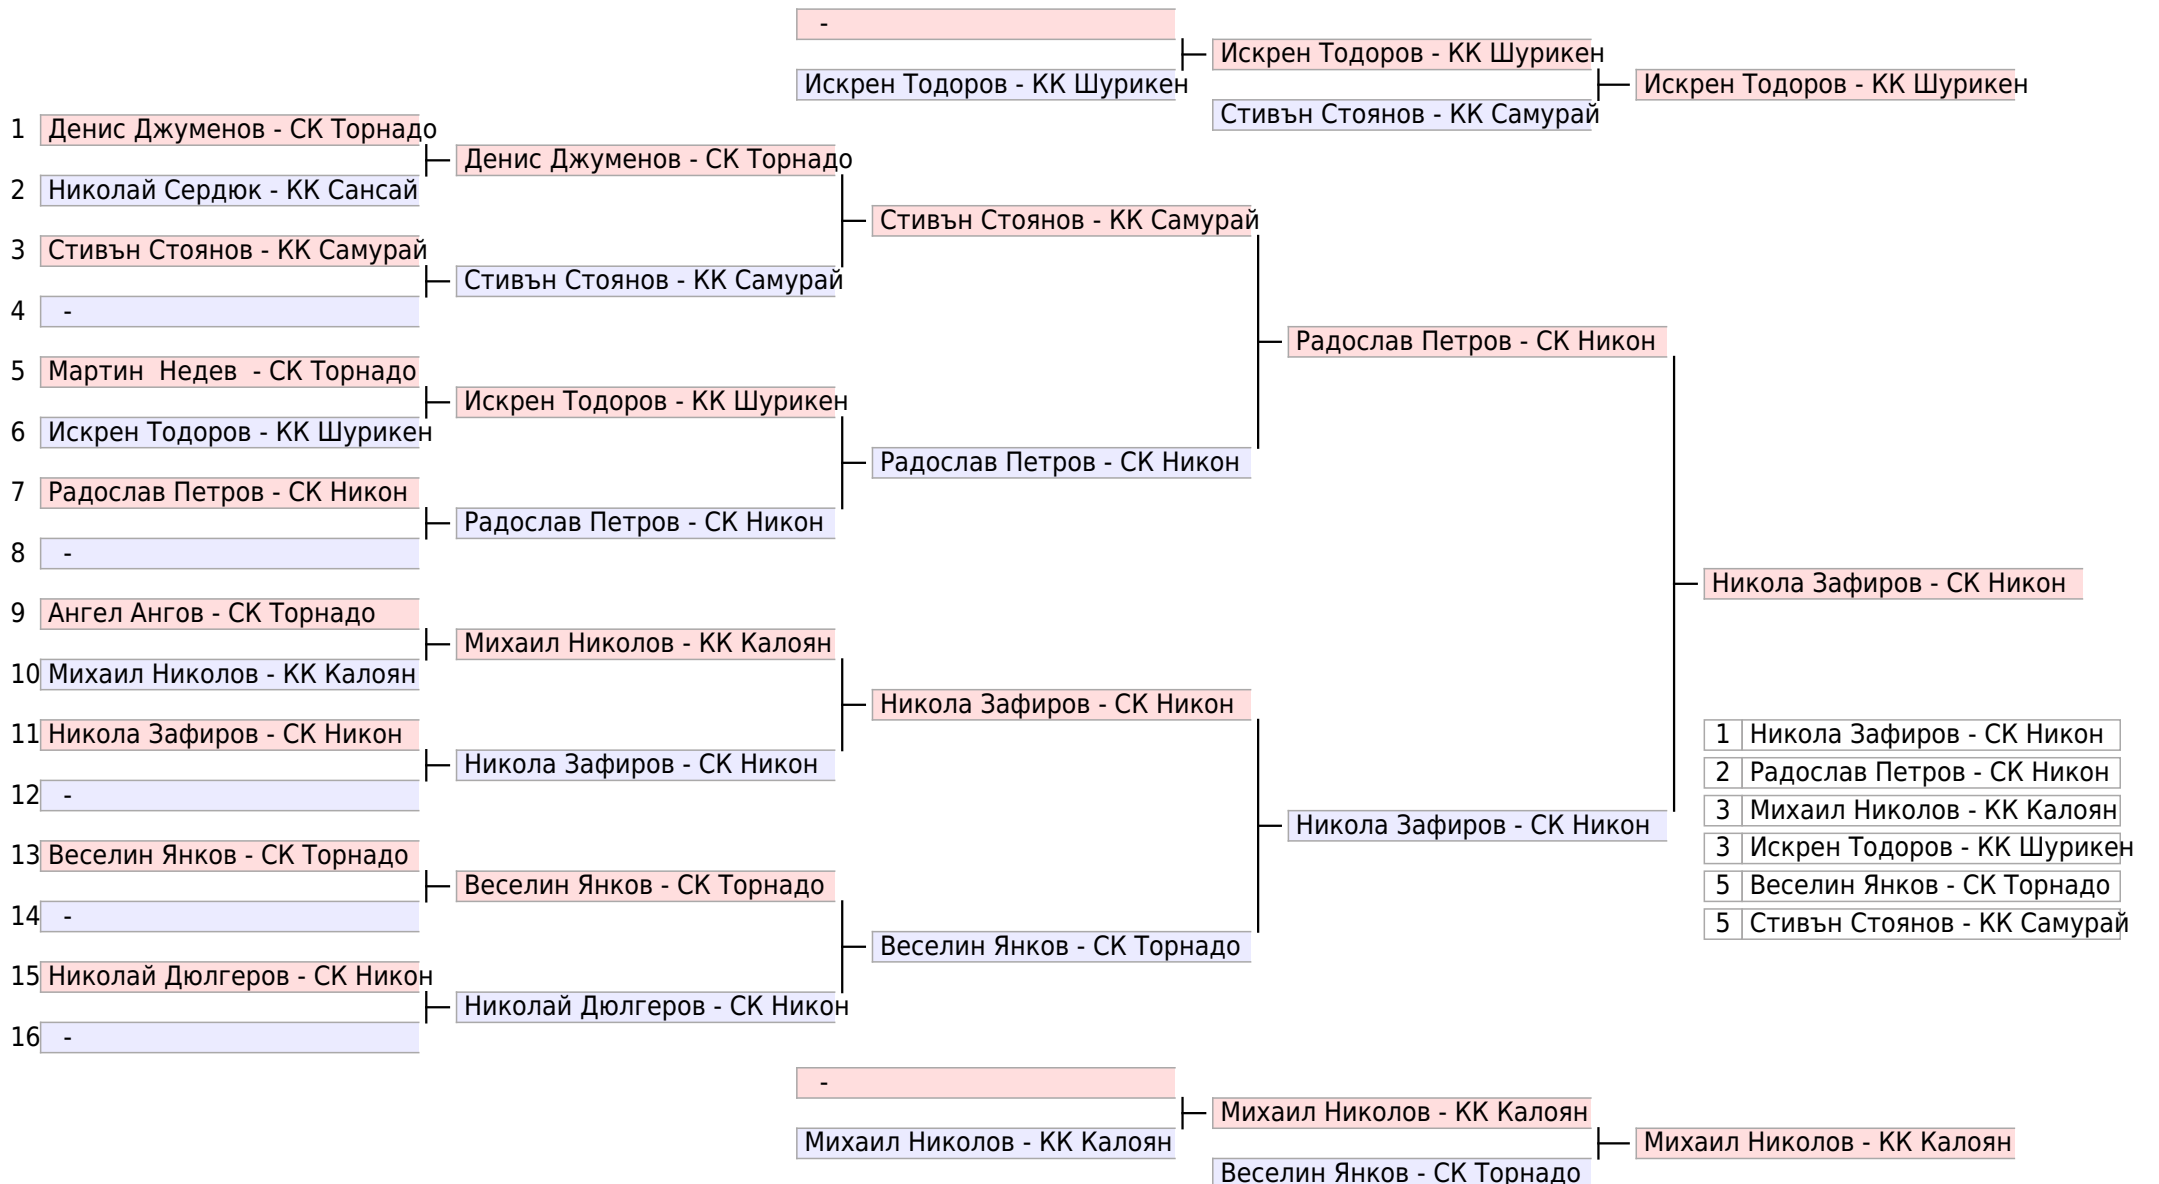 -
Искрен Тодоров - КК Шурикен
Искрен Тодоров - КК Шурикен
Искрен Тодоров - КК Шурикен
Стивън Стоянов - КК Самурай
1 Денис Джуменов - СК Торнадо
Денис Джуменов - СК Торнадо
2 Николай Сердюк - КК Сансай
Стивън Стоянов - КК Самурай
3 Стивън Стоянов - КК Самурай
Стивън Стоянов - КК Самурай
4 -
Радослав Петров - СК Никон
5 Мартин  Недев  - СК Торнадо
Искрен Тодоров - КК Шурикен
6 Искрен Тодоров - КК Шурикен
Радослав Петров - СК Никон
7 Радослав Петров - СК Никон
Радослав Петров - СК Никон
8 -
Никола Зафиров - СК Никон
9 Ангел Ангов - СК Торнадо
Михаил Николов - КК Калоян
10 Михаил Николов - КК Калоян
Никола Зафиров - СК Никон
11 Никола Зафиров - СК Никон
1 Никола Зафиров - СК Никон
Никола Зафиров - СК Никон
2 Радослав Петров - СК Никон
12 -
3 Михаил Николов - КК Калоян
Никола Зафиров - СК Никон
3 Искрен Тодоров - КК Шурикен
13 Веселин Янков - СК Торнадо
Веселин Янков - СК Торнадо
5 Веселин Янков - СК Торнадо
14 -
5 Стивън Стоянов - КК Самурай
Веселин Янков - СК Торнадо
15 Николай Дюлгеров - СК Никон
Николай Дюлгеров - СК Никон
16 -
-
Михаил Николов - КК Калоян
Михаил Николов - КК Калоян
Михаил Николов - КК Калоян
Веселин Янков - СК Торнадо